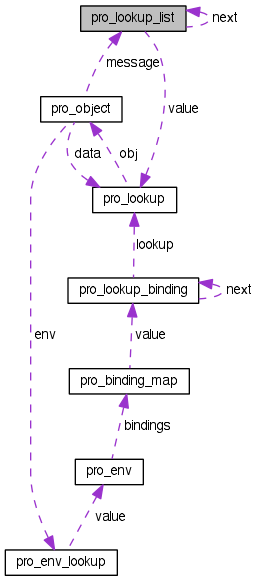 pro_lookup_list
next
message
pro_object
value
data
obj
pro_lookup
lookup
pro_lookup_binding
next
env
value
pro_binding_map
bindings
pro_env
value
pro_env_lookup